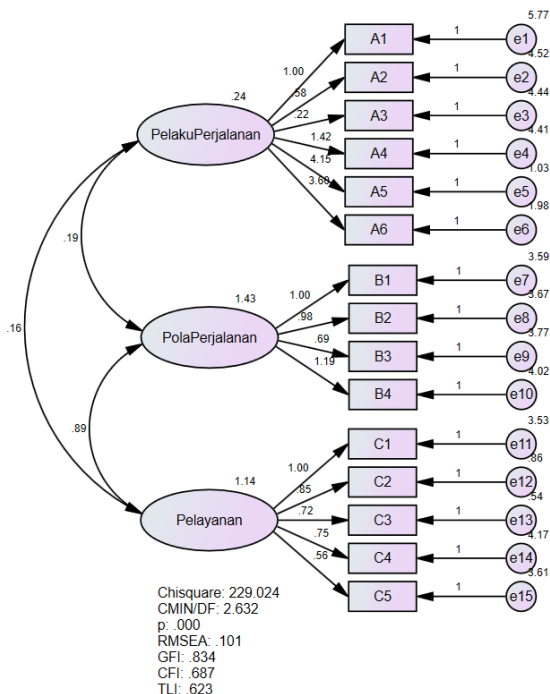 5.77
A1 1 e1
4.52
1.00 A2 1 e2
4.44
.58
.24 .22 A3 1 e3
4.41
PelakuPerjalanan 1.42 A4 1 e4
1.03
4.15 A5 1 e5
1.98
3.60 A6 1 e6
3.59
.19 B1 1 e7
3.67
1.43 1.00 B2 1 e8
3.77
.98
.16 PolaPerjalanan .69 B3 1 e9
4.02
1.19 B4 1 e10
3.53
.89 C1 1 e11
.86
1.14 1.00 C2 1 e12
.54
.85
Pelayanan .72 C3 1 e13
4.17
.75 C4 1 e14
3.61
.56 C5 1 e15
Chisquare: 229.024
CMIN/DF: 2.632
p: .000
RMSEA: .101
GFI: .834
CFI: .687
TLI: .623